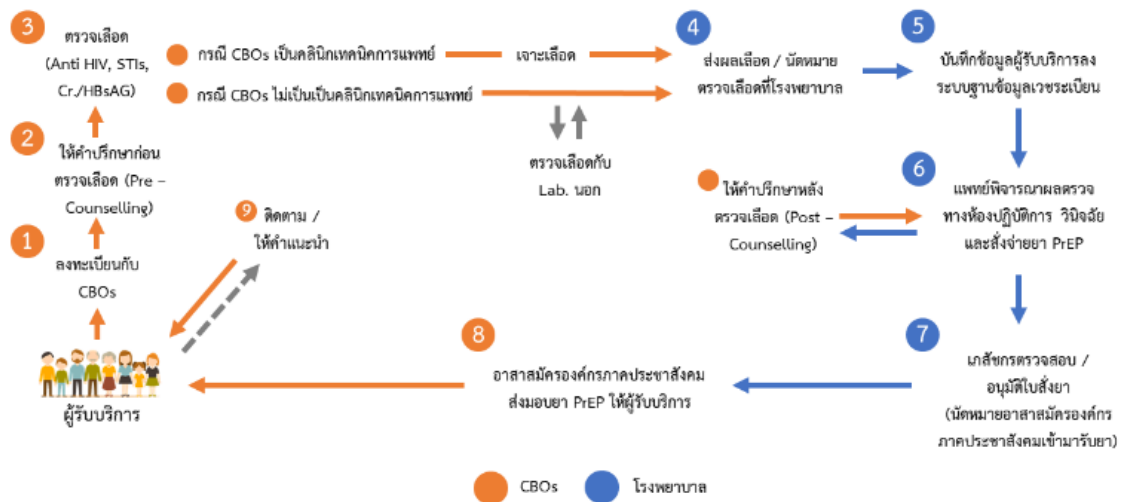 3
ตรวจเลือด
(Anti HIV, STIs,
Cr./HBsAG)
กรณี CBOs เป็นคลินิกเทคนิคการแพทย์
เจาะเลือด
กรณี CBOs ไม่เป็นเป็นคลินิกเทคนิคการแพทย์
ตรวจเลือดกับ
Lab. นอก
4
ส่งผลเลือด / นัดหมาย
ตรวจเลือดที่โรงพยาบาล
5
บันทึกข้อมูลผู้รับบริการลง
ระบบฐานข้อมูลเวชระเบียน
2
ให้คำปรึกษาก่อน
ตรวจเลือด (Pre –
Counselling)
9
ติดตาม /
ให้คำแนะนำ
ให้คำปรึกษาหลัง
ตรวจเลือด (Post –
Counselling)
6
แพทย์พิจารณาผลตรวจ
ทางห้องปฏิบัติการ วินิจฉัย
และสั่งจ่ายยา PrEP
1
ลงทะเบียนกับ
CBOs
ผู้รับบริการ
8
อาสาสมัครองค์กรภาคประชาสังคม
ส่งมอบยา PrEP ให้ผู้รับบริการ
7
เภสัชกรตรวจสอบ /
อนุมัติใบสั่งยา
(นัดหมายอาสาสมัครองค์กร
ภาคประชาสังคมเข้ามารับยา)
CBOs
โรงพยาบาล